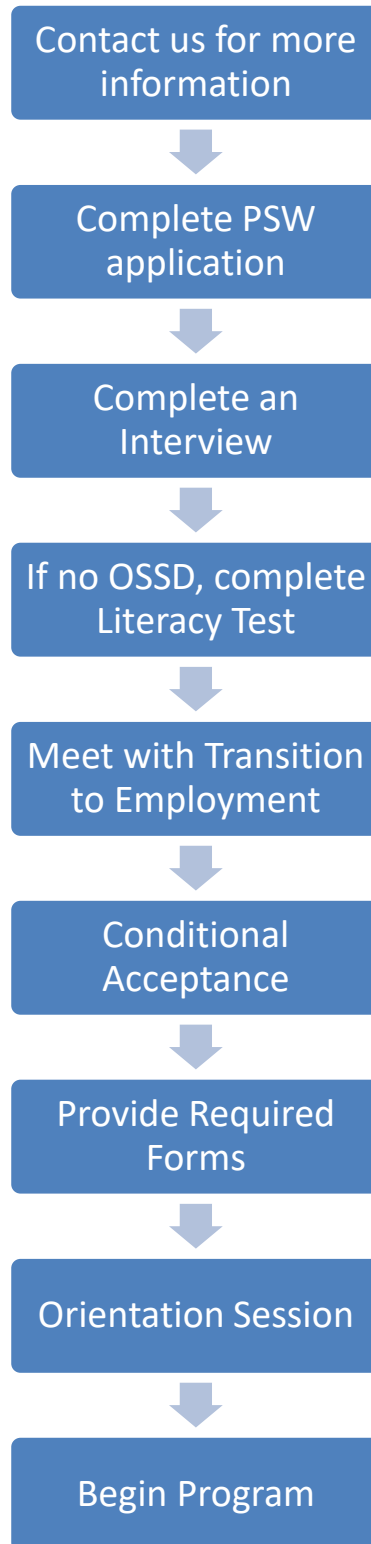 Contact us for more
information
Complete PSW
application
Complete an
Interview
If no OSSD, complete
Literacy Test
Meet with Transition
to Employment
Conditional
Acceptance
Provide Required
Forms
Orientation Session
Begin Program